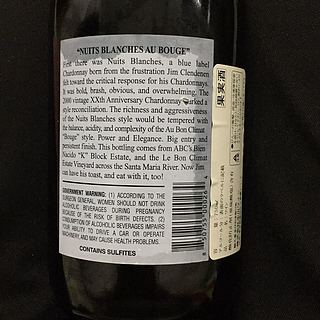 "NUITS BLANCHES AU BOUGE"
First there was Nuits Blanches, a blue label
Chardonnay born from the frustration Jim Clendenen
felt toward the critical response for his Chardonnays.
It was bold, brash, obvious, and overwhelming. The
2000 vintage XXth Anniversary Chardonnay marked a
style reconciliation. The richness and aggressiveness
of the Nuits Blanches style would be tempered with
the balance, acidity, and complexity of the Au Bon Climat
"Bouge" style. Power and Elegance. Big entry and
persistent finish. This bottling comes from ABC's Bien
Nacido "K" Block Estate, and the Le Bon Climat
Estate Vineyard across the Santa Maria River. Now Jim
can have his toast, and eat with it, too!
GOVERNMENT WARNING: (1) ACCORDING TO THE
SURGEON GENERAL, WOMEN SHOULD NOT DRINK
ALCOHOLIC BEVERAGES DURING PREGNANCY
BECAUSE OF THE RISK OF BIRTH DEFECTS. (2)
CONSUMPTION OF ALCOHOLIC BEVERAGES IMPAIRS
YOUR ABILITY TO DRIVE A CAR OR OPERATE
MACHINERY, AND MAY CAUSE HEALTH PROBLEMS.
CONTAINS SULFITES
果実酒